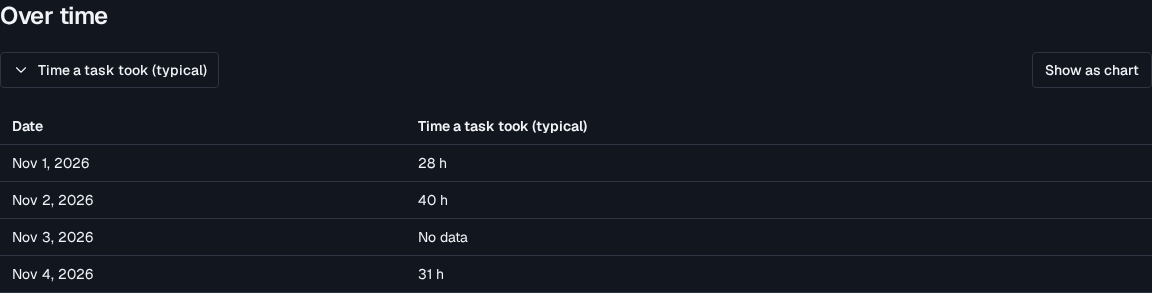 Over time
Time a task took (typical) Show as chart
Date Time a task took (typical)
Nov 1, 2026 28 h
Nov 2, 2026 40 h
Nov 3, 2026 No data
Nov 4, 2026 31 h